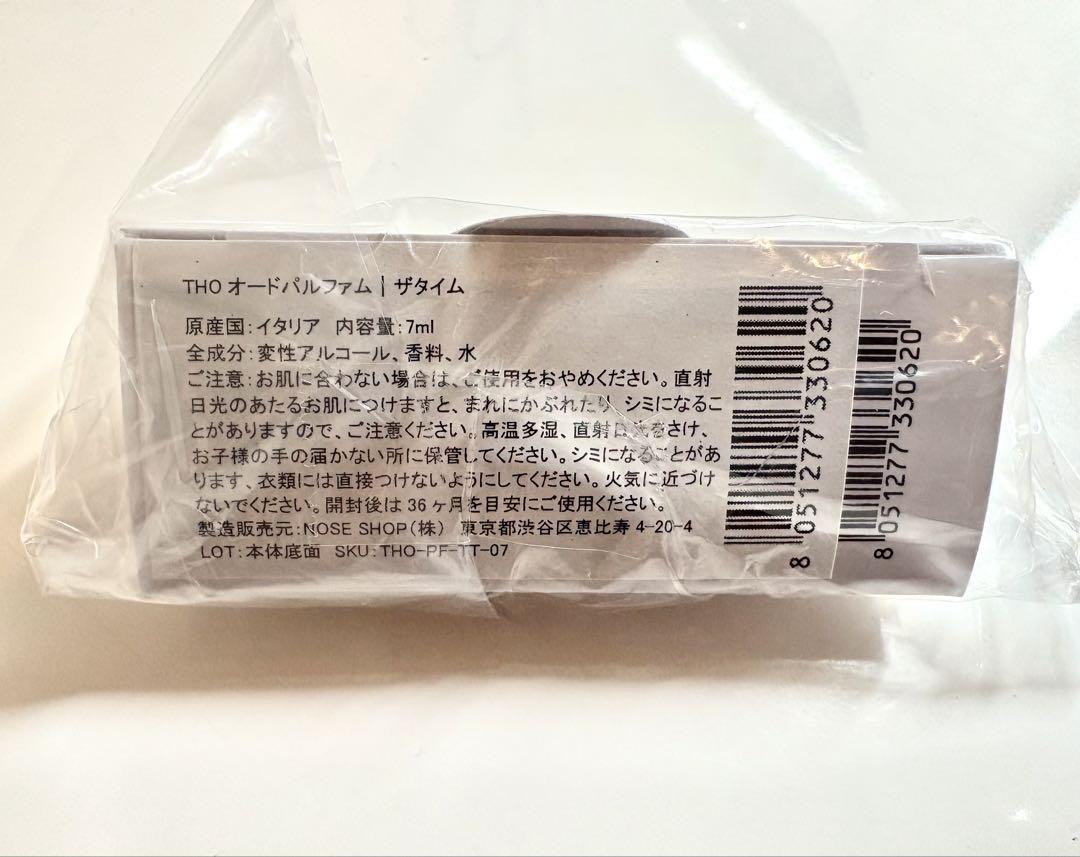 THO オードパルファム | ザタイム
原産国:イタリア 内容量:7ml
全成分:変性アルコール、香料、水
ご注意:お肌に合わない場合は、ご使用をおやめください。直射
日光のあたるお肌につけますと、まれにかぶれたり、シミになるこ
とがありますので、ご注意ください。高温多湿、直射日光をさけ、
お子様の手の届かない所に保管してください。シミになることがあ
ります、衣類には直接つけないようにしてください。火気に近づけ
ないでください。開封後は36ヶ月を目安にご使用ください。
製造販売元:NOSE SHOP(株) 東京都渋谷区恵比寿 4-20-4
LOT:本体底面 SKU:THO-PF-TT-07
8 051277 330620
8 051277 330620